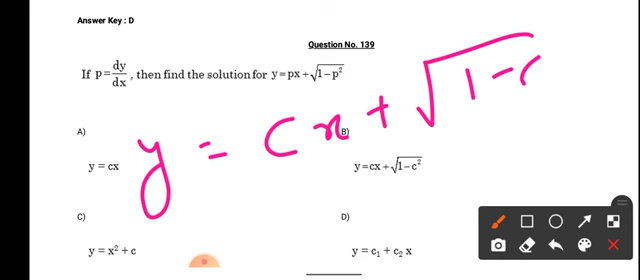 Answer Key : D
Question No. 139
If p = dy/dx , then find the solution for y = px + √1 − p²
y = cx + √1 − c
A)
y = cx
B)
y = cx + √1 − c²
C)
y = x² + c
D)
y = c₁ + c₂ x